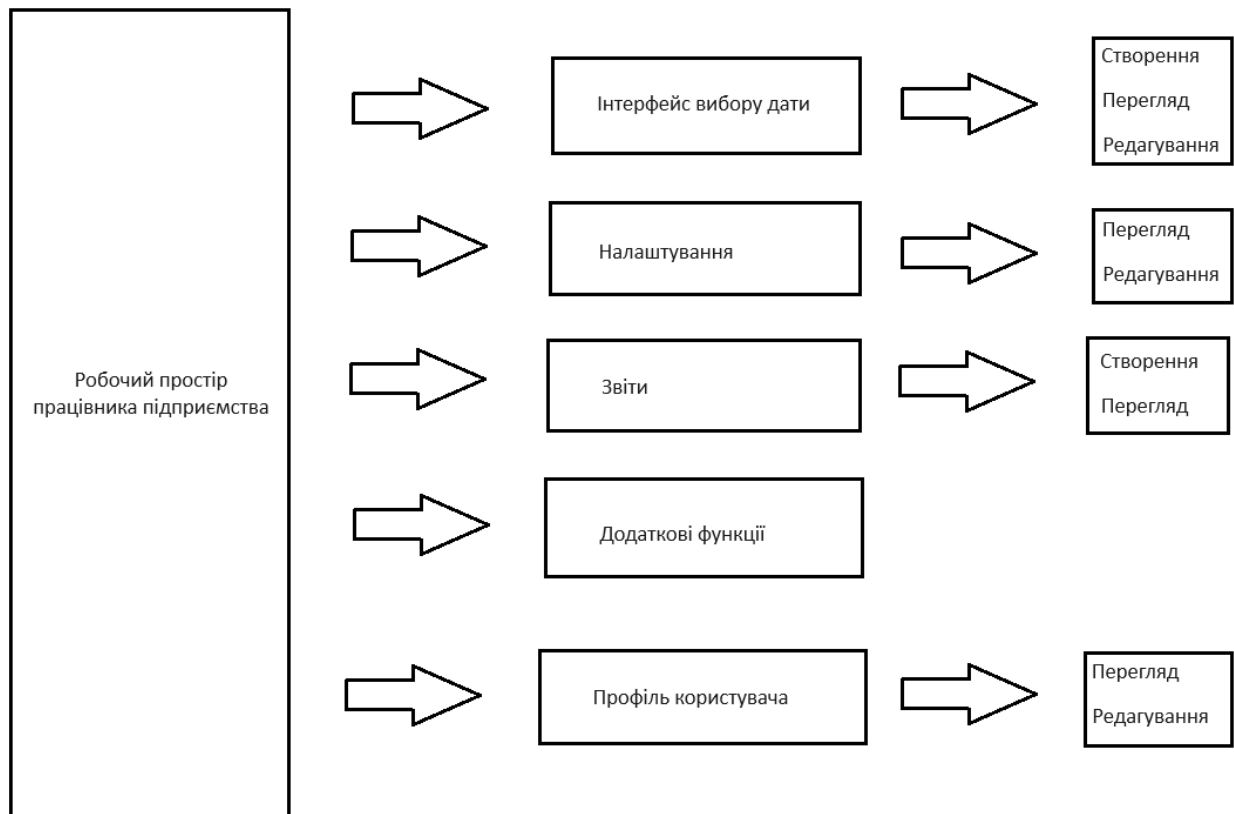 Робочий простір
працівника підприємства
Інтерфейс вибору дати
Створення
Перегляд
Редагування
Налаштування
Перегляд
Редагування
Звіти
Створення
Перегляд
Додаткові функції
Профіль користувача
Перегляд
Редагування